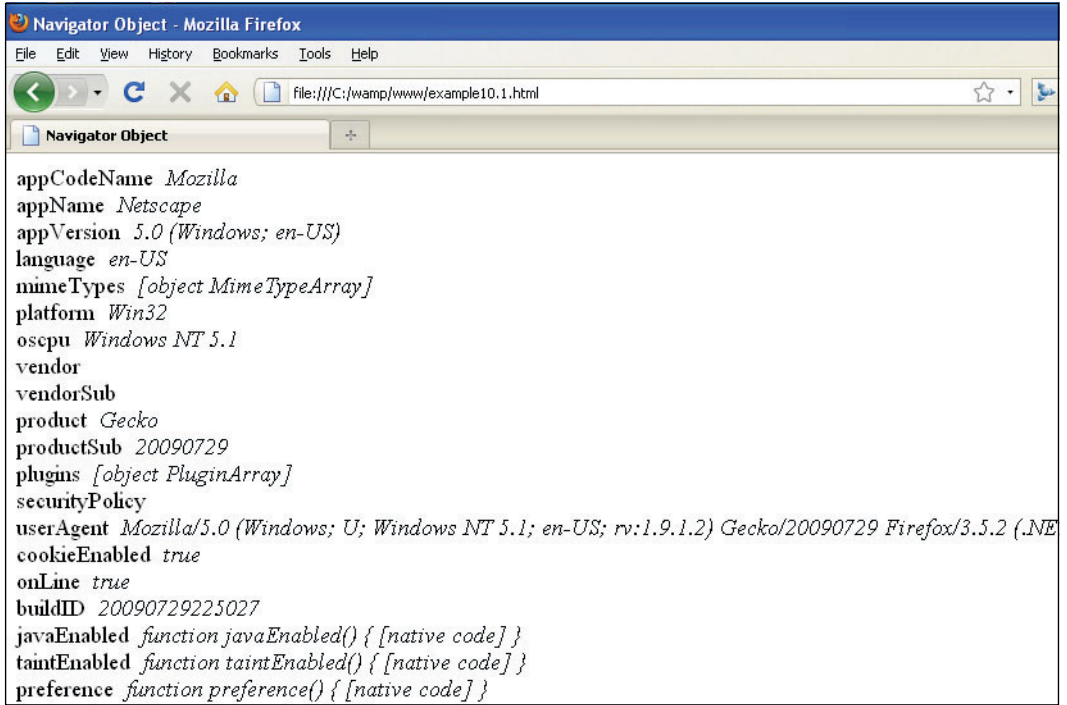 Navigator Object - Mozilla Firefox
File Edit View History Bookmarks Tools Help
file:///C:/wamp/www/example10.1.html
Navigator Object
appCodeName Mozilla
appName Netscape
appVersion 5.0 (Windows; en-US)
language en-US
mimeTypes [object MimeTypeArray]
platform Win32
oscpu Windows NT 5.1
vendor
vendorSub
product Gecko
productSub 20090729
plugins [object PluginArray]
securityPolicy
userAgent Mozilla/5.0 (Windows; U; Windows NT 5.1; en-US; rv:1.9.1.2) Gecko/20090729 Firefox/3.5.2 (.NE
cookieEnabled true
onLine true
buildID 20090729225027
javaEnabled function javaEnabled() { [native code] }
taintEnabled function taintEnabled() { [native code] }
preference function preference() { [native code] }